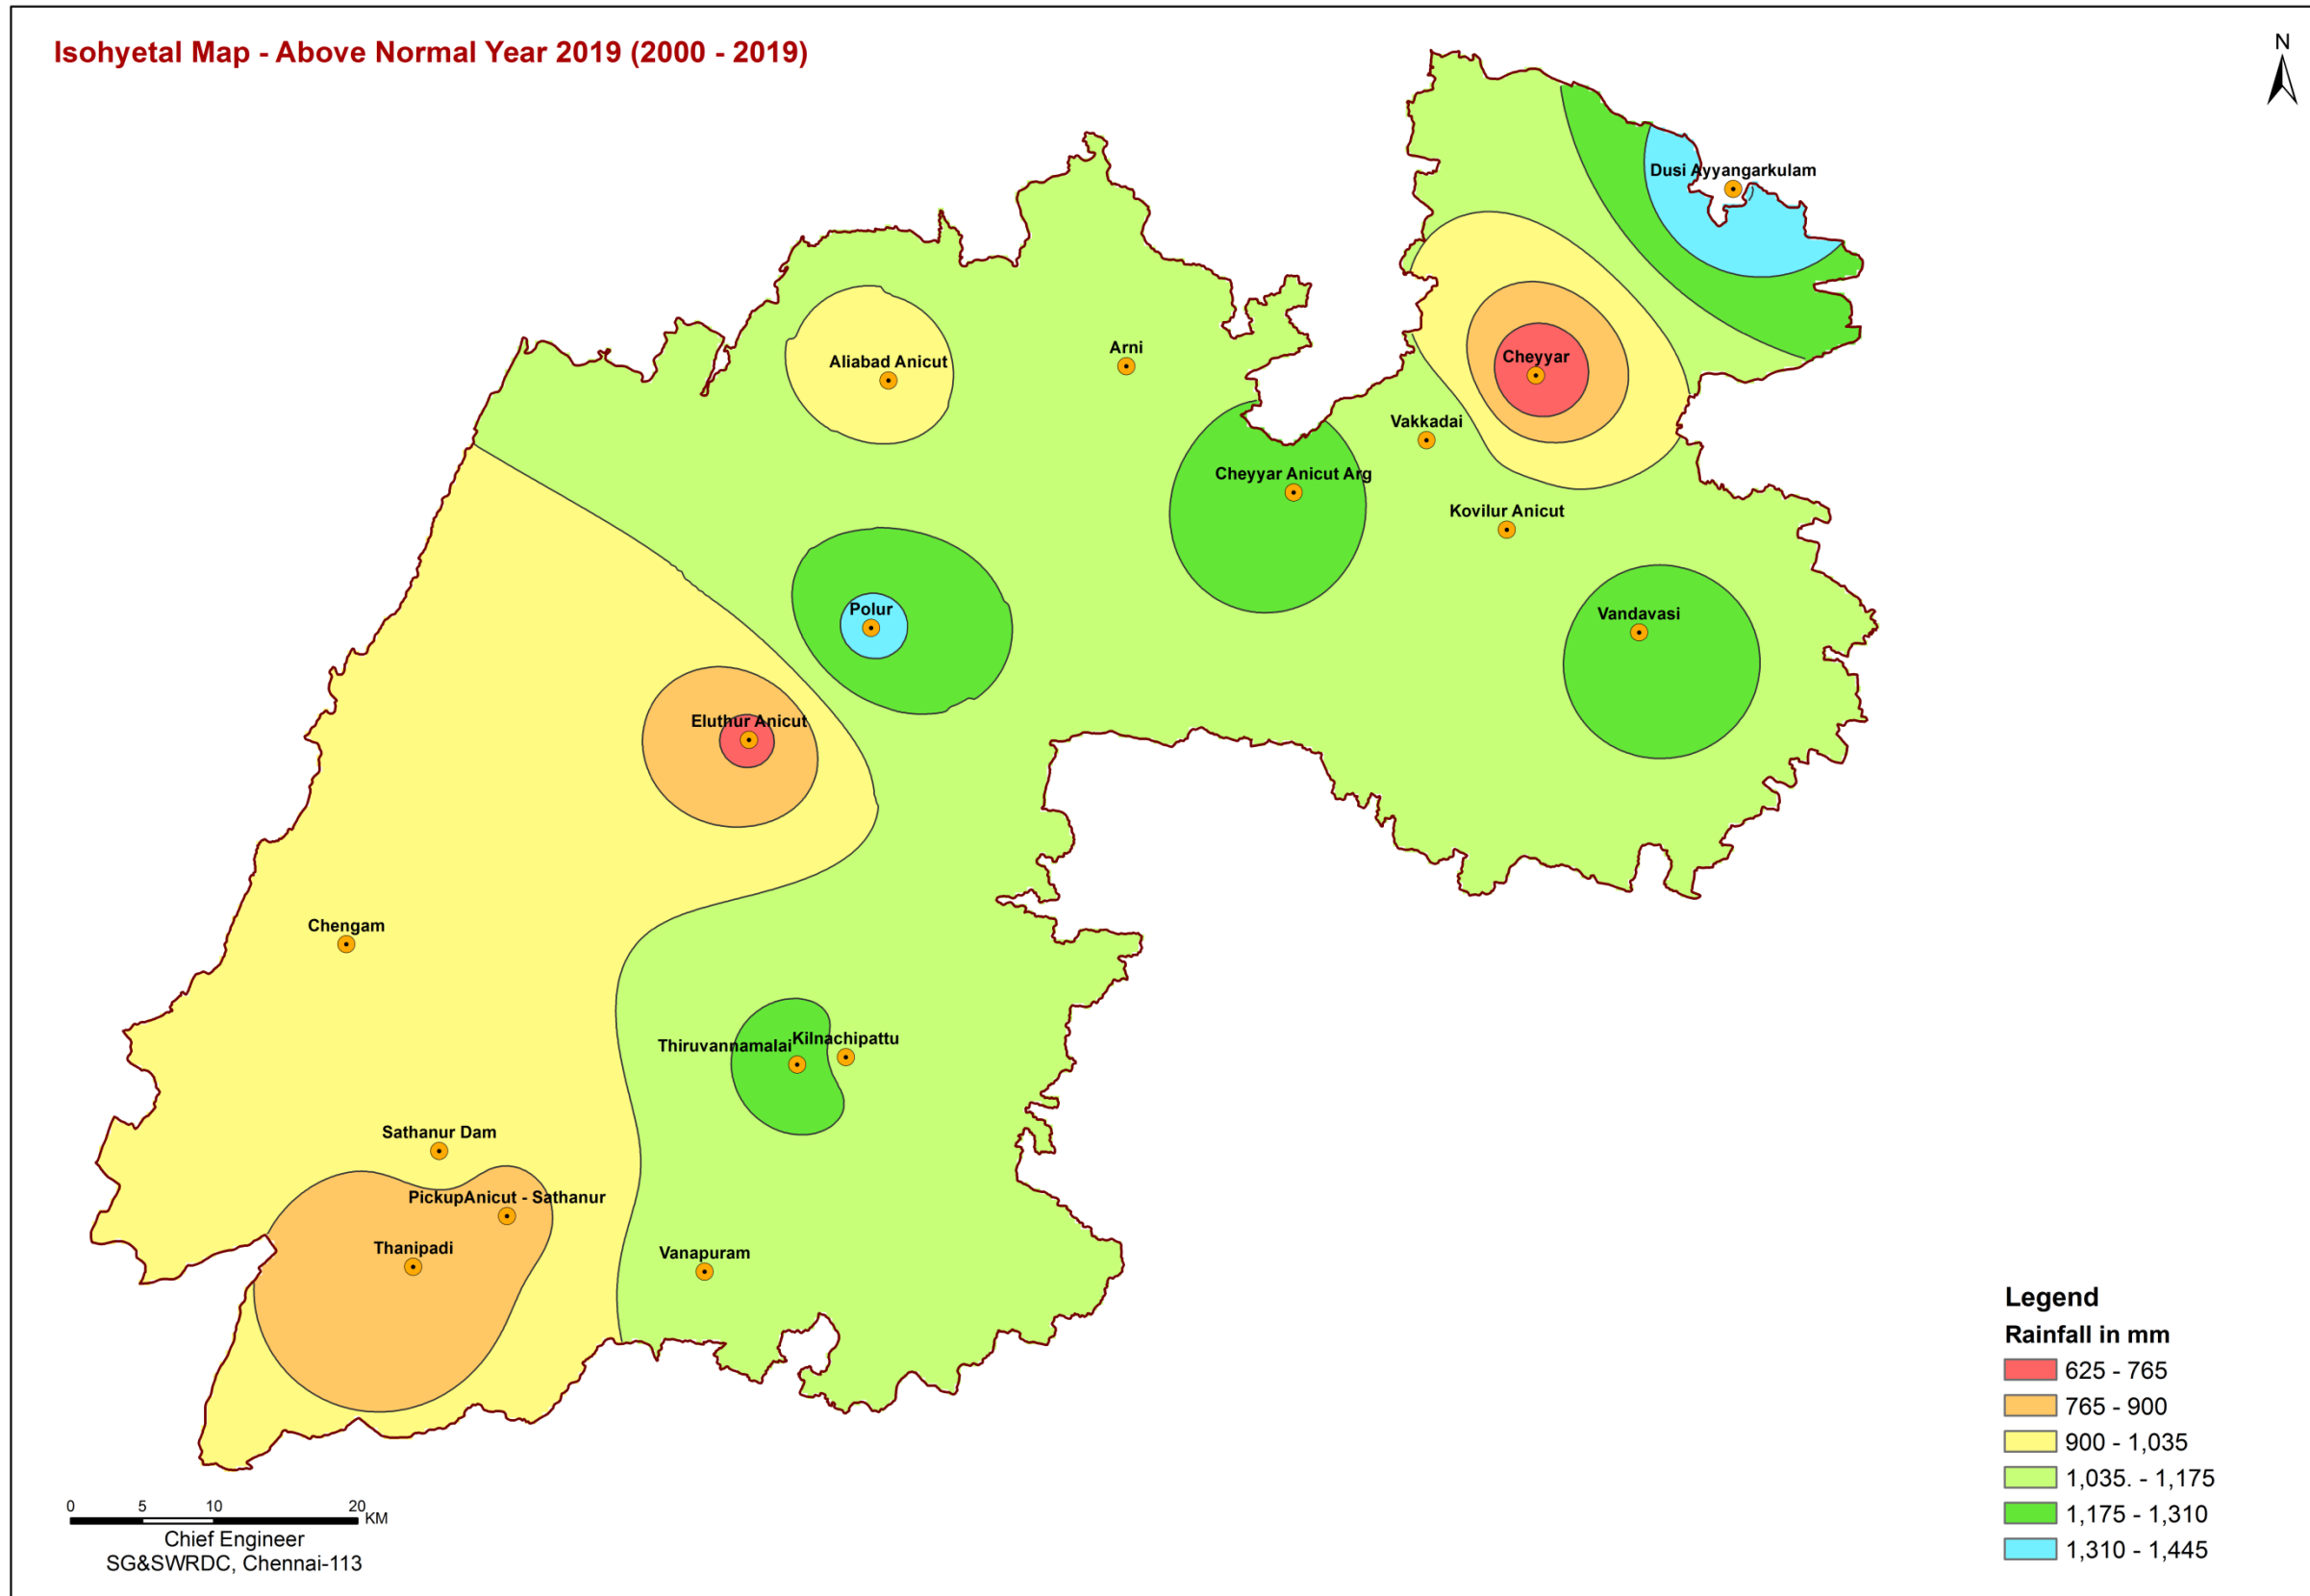 Isohyetal Map - Above Normal Year 2019 (2000 - 2019)
N
Dusi Ayyangarkulam
Arni
Cheyyar
Aliabad Anicut
Vakkadai
Cheyyar Anicut Arg
Kovilur Anicut
Polur
Vandavasi
Eluthur Anicut
Chengam
Kilnachipattu
Thiruvannamalai
Sathanur Dam
PickupAnicut - Sathanur
Thanipadi
Vanapuram
Legend
Rainfall in mm
625 - 765
765 - 900
900 - 1,035
1,035. - 1,175
1,175 - 1,310
1,310 - 1,445
0 5 10 20
KM
Chief Engineer
SG&SWRDC, Chennai-113